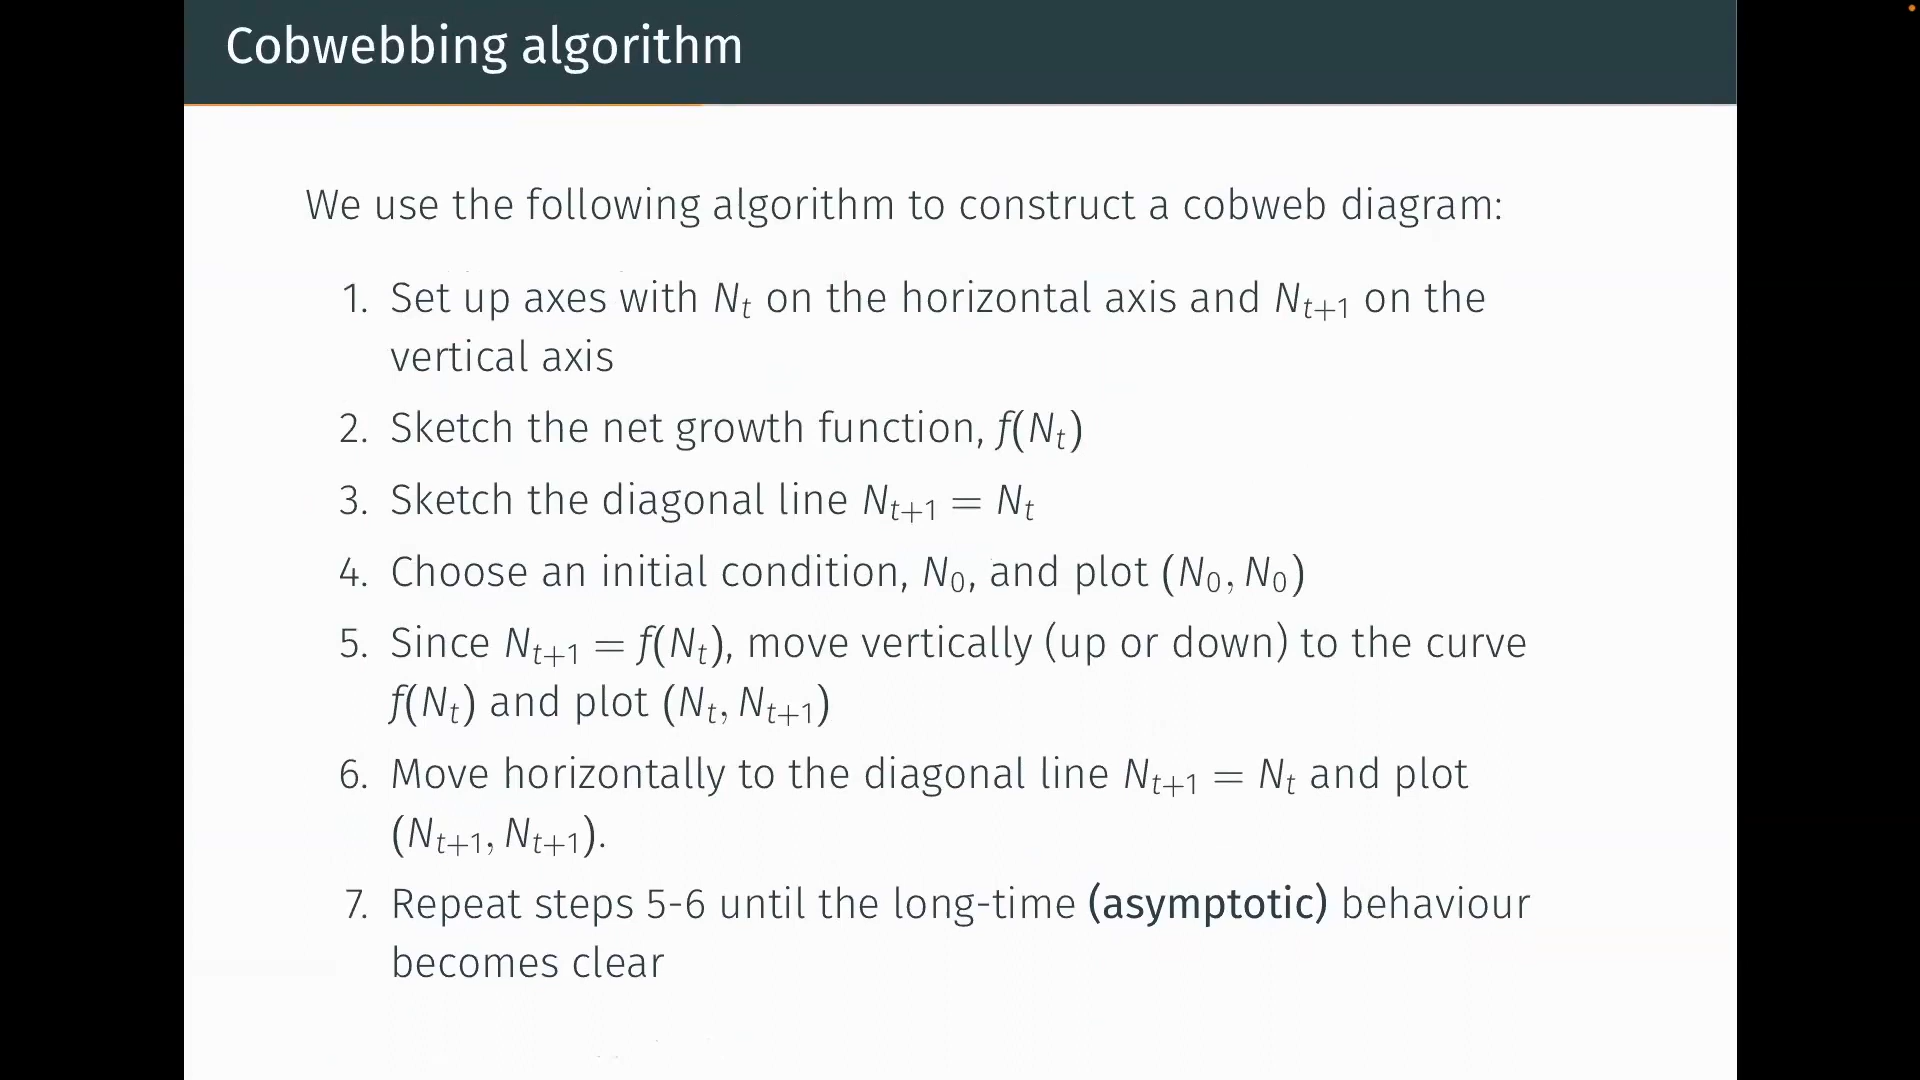 Cobwebbing algorithm
We use the following algorithm to construct a cobweb diagram:
1. Set up axes with Nₜ on the horizontal axis and Nₜ₊₁ on the
vertical axis
2. Sketch the net growth function, f(Nₜ)
3. Sketch the diagonal line Nₜ₊₁ = Nₜ
4. Choose an initial condition, N₀, and plot (N₀, N₀)
5. Since Nₜ₊₁ = f(Nₜ), move vertically (up or down) to the curve
f(Nₜ) and plot (Nₜ, Nₜ₊₁)
6. Move horizontally to the diagonal line Nₜ₊₁ = Nₜ and plot
(Nₜ₊₁, Nₜ₊₁).
7. Repeat steps 5-6 until the long-time (asymptotic) behaviour
becomes clear